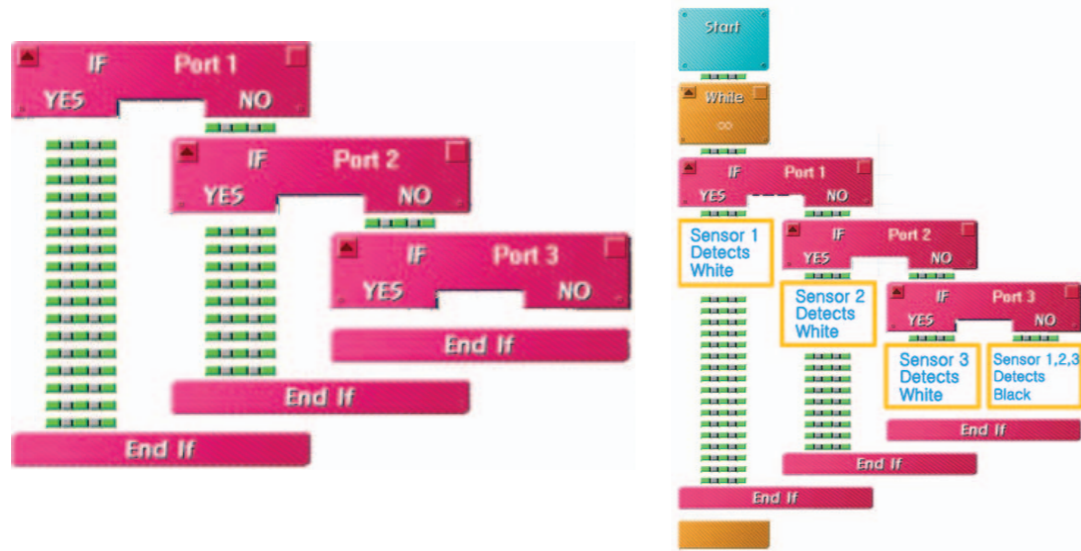 IF Port 1
YES NO
IF Port 2
YES NO
IF Port 3
YES NO
End If
End If
End If
Start
White
∞
IF Port 1
YES NO
Sensor 1
Detects
White
IF Port 2
YES NO
Sensor 2
Detects
White
IF Port 3
YES NO
Sensor 3
Detects
White
Sensor 1,2,3
Detects
Black
End If
End If
End If